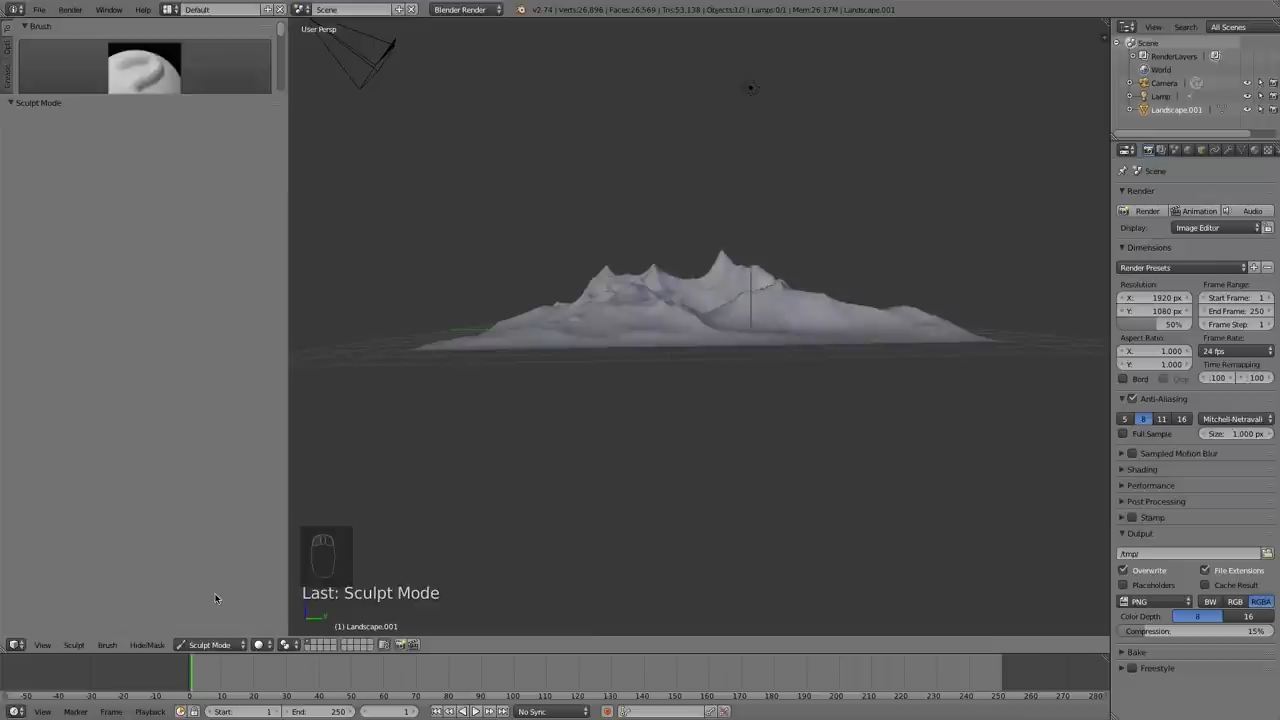 File Render Window Help Default Scene Blender Render v2.74 | Verts:26,896 | Faces:26,569 | Tris:53,138 | Objects:1/3 | Lamps:0/1 | Mem:26.17M | Landscape.001
Brush
Sculpt Mode
User Persp
Last: Sculpt Mode
(1) Landscape.001
View Sculpt Brush Hide/Mask Sculpt Mode
View Search All Scenes
Scene
RenderLayers
World
Camera
Lamp
Landscape.001
Scene
Render
Render Animation Audio
Display: Image Editor
Dimensions
Render Presets
Resolution: Frame Range:
X: 1920 px Start Frame: 1
Y: 1080 px End Frame: 250
50% Frame Step: 1
Aspect Ratio: Frame Rate:
X: 1.000 24 fps
Y: 1.000 Time Remapping
Bord Crop :100 :100
Anti-Aliasing
5 8 11 16 Mitchell-Netravali
Full Sample Size: 1.000 px
Sampled Motion Blur
Shading
Performance
Post Processing
Stamp
Output
/tmp/
Overwrite File Extensions
Placeholders Cache Result
PNG BW RGB RGBA
Color Depth: 8 16
Compression: 15%
Bake
Freestyle
-50 -40 -30 -20 -10 0 10 20 30 40 50 60 70 80 90 100 110 120 130 140 150 160 170 180 190 200 210 220 230 240 250 260 270 280
View Marker Frame Playback Start: 1 End: 250 1 No Sync